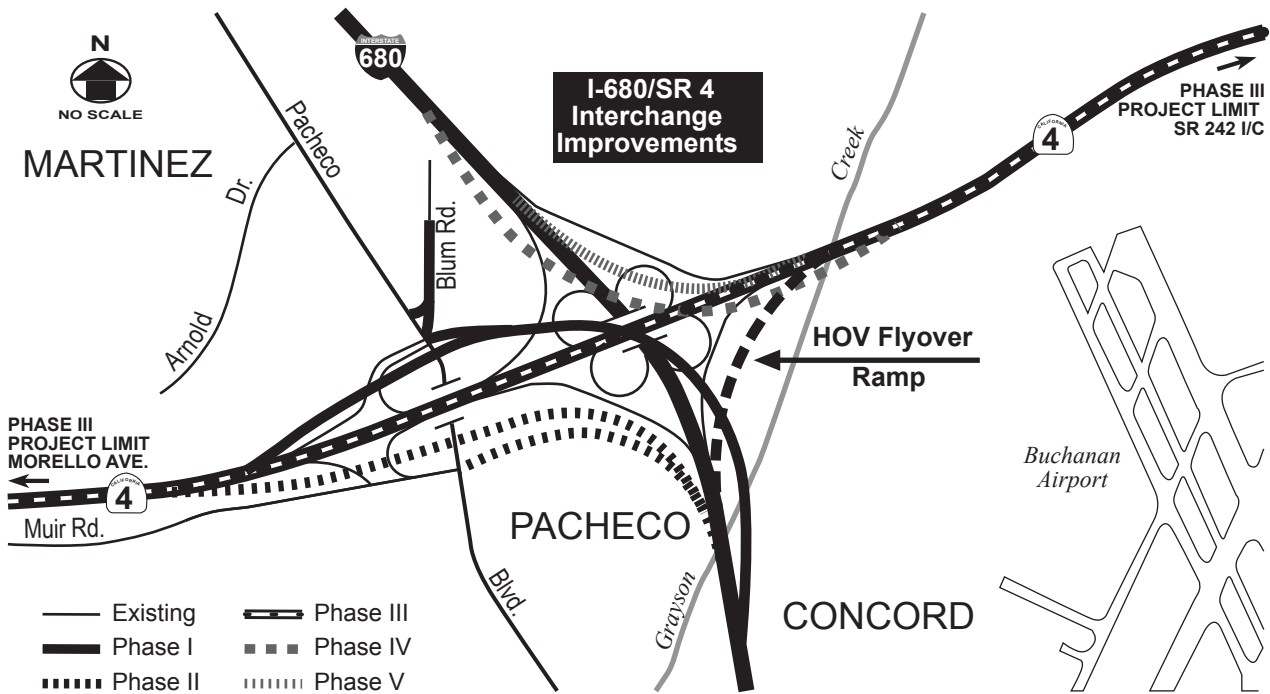 N
NO SCALE
MARTINEZ
INTERSTATE
680
I-680/SR 4
Interchange
Improvements
PHASE III
PROJECT LIMIT
SR 242 I/C
CALIFORNIA
4
Pacheco
Creek
Dr.
Blum Rd.
Arnold
HOV Flyover
Ramp
PHASE III
PROJECT LIMIT
MORELLO AVE.
CALIFORNIA
4
Muir Rd.
Buchanan
Airport
PACHECO
Blvd.
Grayson
CONCORD
Existing
Phase I
Phase II
Phase III
Phase IV
Phase V